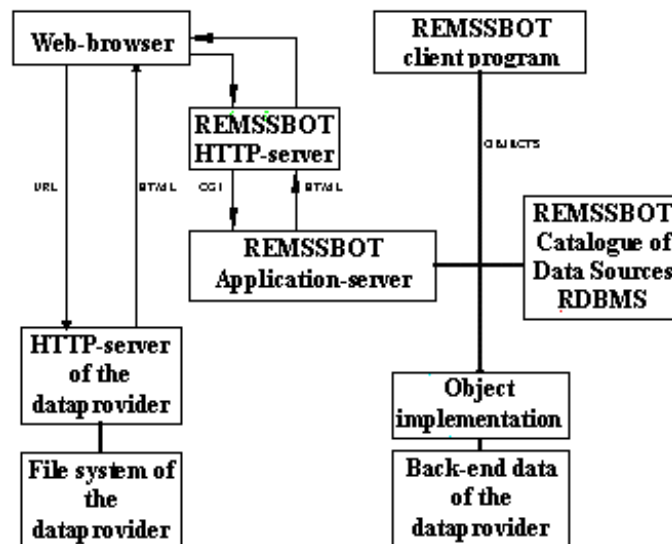 Web-browser
REMSSBOT
client program
REMSSBOT
HTTP-server
OBJECTS
URL
HTML
CGI
HTML
REMSSBOT
Application-server
REMSSBOT
Catalogue of
Data Sources
RDBMS
HTTP-server
of the
dataprovider
Object
implementation
File system of
the
dataprovider
Back-end data
of the
dataprovider